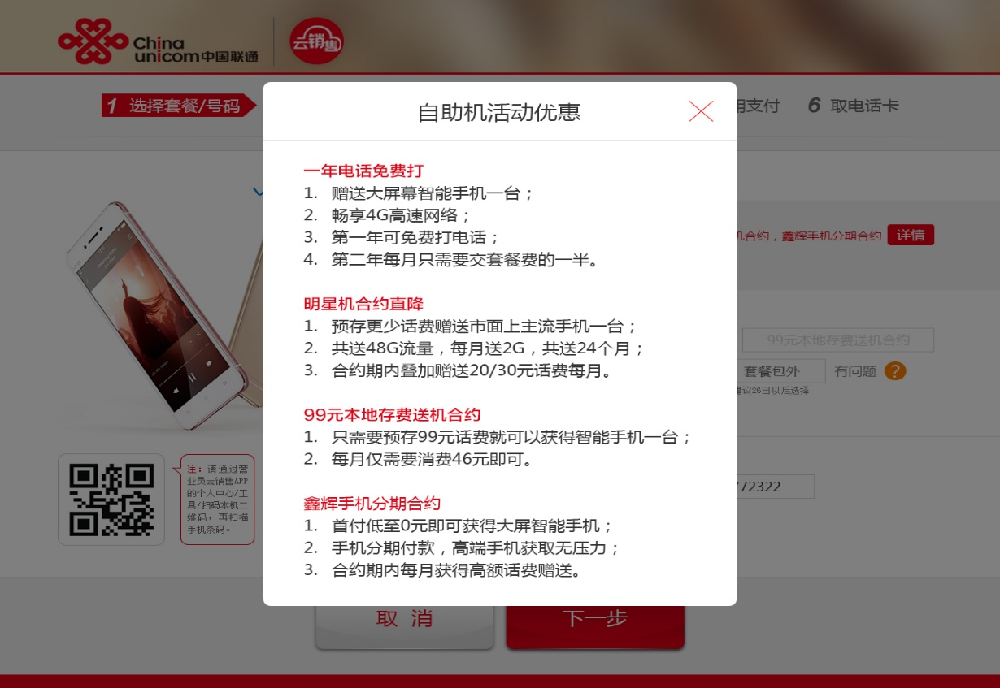 China
unicom中国联通
云销售
1 选择套餐/号码
用支付
6 取电话卡
自助机活动优惠
一年电话免费打
1. 赠送大屏幕智能手机一台；
2. 畅享4G高速网络；
3. 第一年可免费打电话；
4. 第二年每月只需要交套餐费的一半。
明星机合约直降
1. 预存更少话费赠送市面上主流手机一台；
2. 共送48G流量，每月送2G，共送24个月；
3. 合约期内叠加赠送20/30元话费每月。
99元本地存费送机合约
1. 只需要预存99元话费就可以获得智能手机一台；
2. 每月仅需要消费46元即可。
鑫辉手机分期合约
1. 首付低至0元即可获得大屏智能手机；
2. 手机分期付款，高端手机获取无压力；
3. 合约期内每月获得高额话费赠送。
机合约，鑫辉手机分期合约 详情
99元本地存费送机合约
套餐包外 有问题 ?
建议26日以后选择
772322
注：请通过营
业员云销售APP
的个人中心/工
具/扫码本机二
维码，再扫描
手机条码。
取 消
下一步